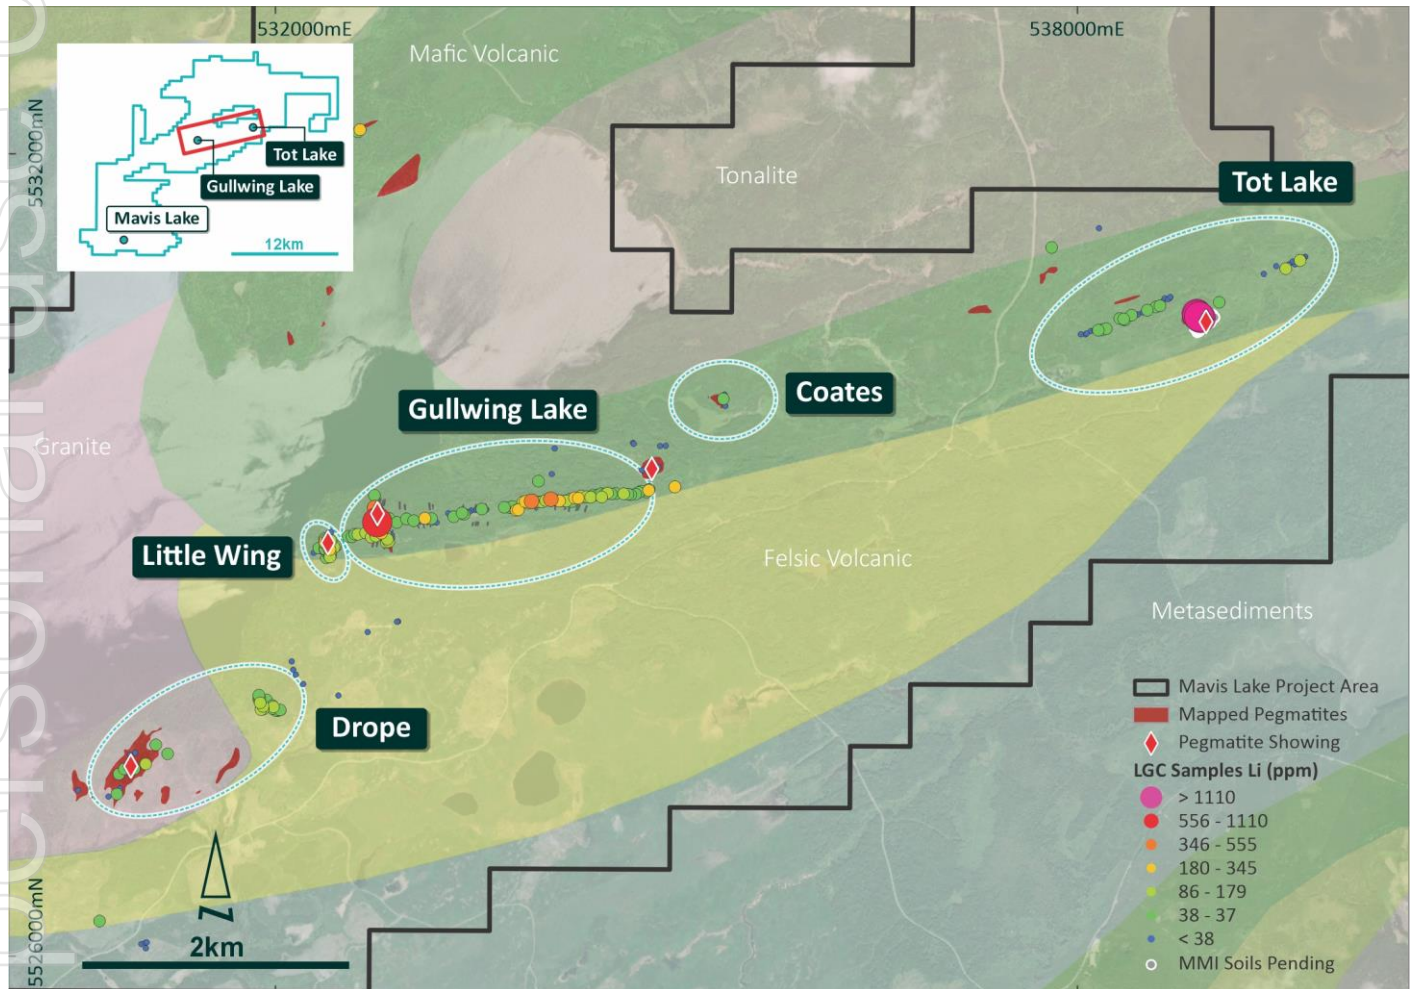 532000mE
538000mE
Mafic Volcanic
5532000mN
Tot Lake
Gullwing Lake
Mavis Lake
12km
Tonalite
Tot Lake
Coates
Gullwing Lake
Granite
Little Wing
Felsic Volcanic
Metasediments
Drope
Mavis Lake Project Area
Mapped Pegmatites
Pegmatite Showing
LGC Samples Li (ppm)
> 1110
556 - 1110
346 - 555
180 - 345
86 - 179
38 - 37
< 38
MMI Soils Pending
N
2km
5526000mN